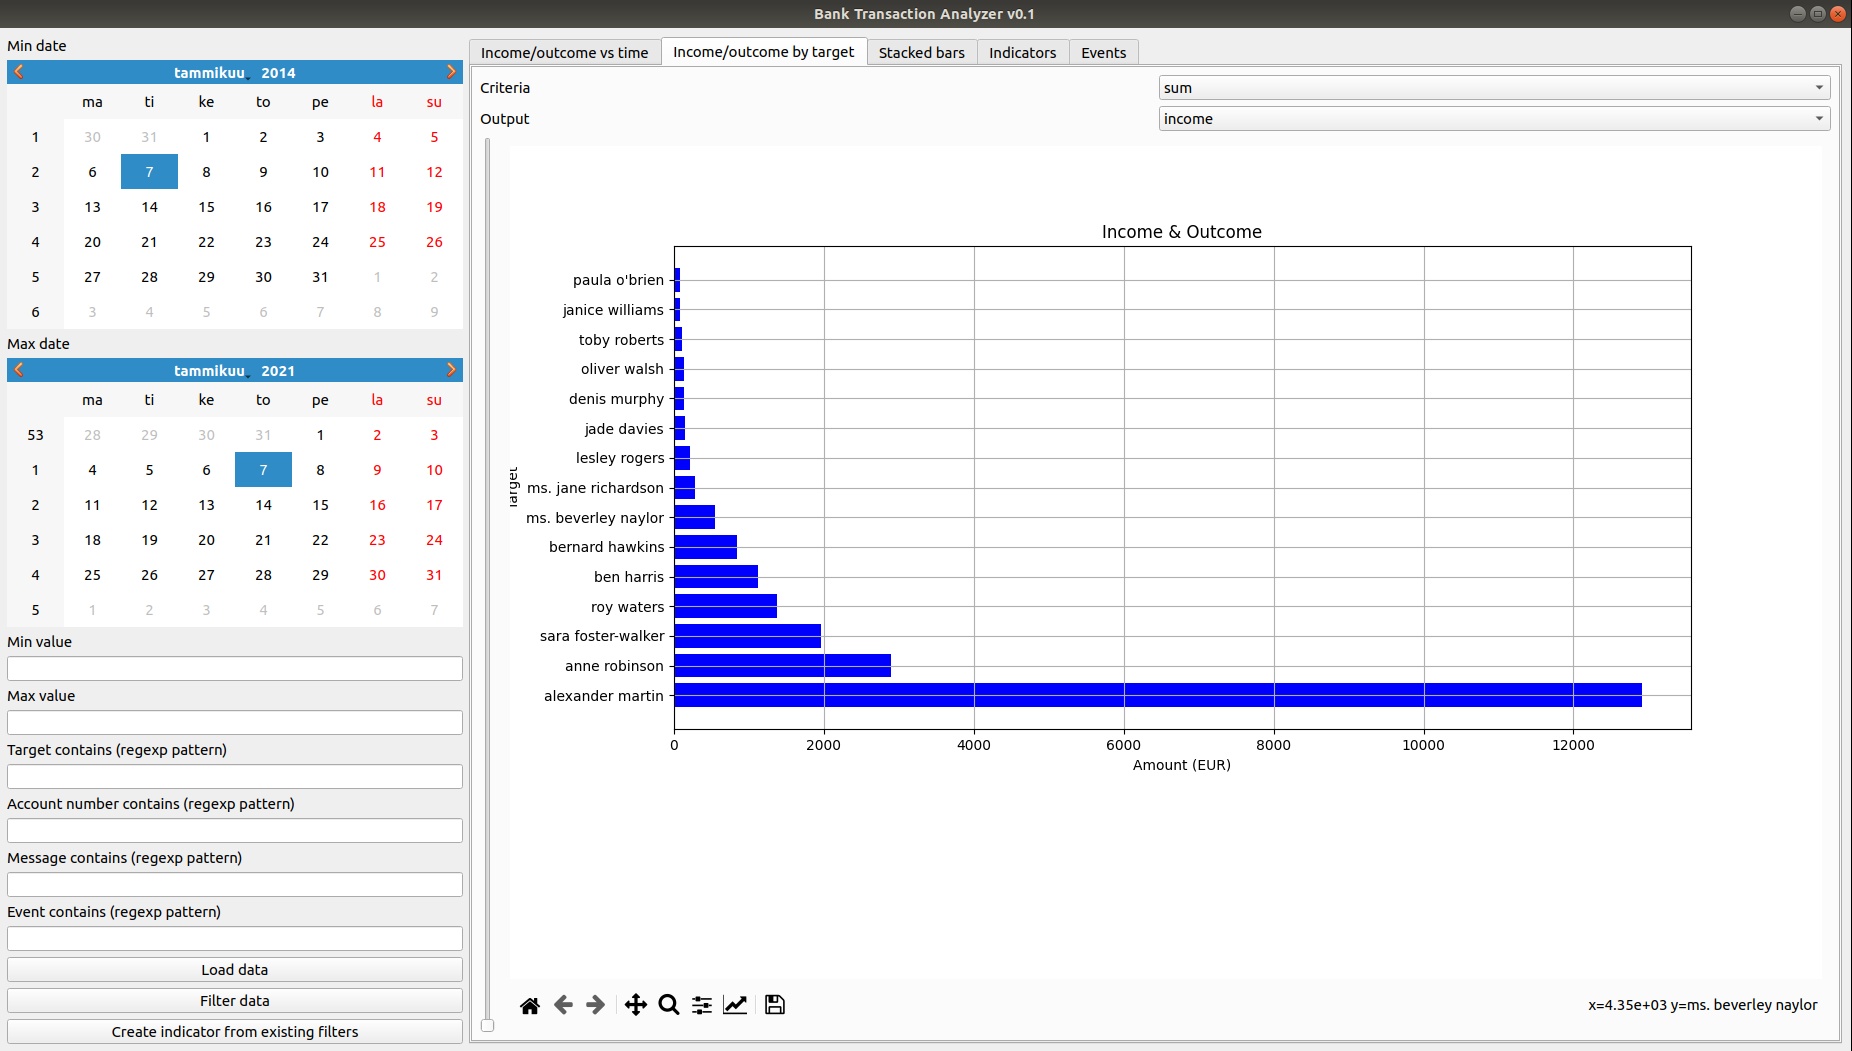 Bank Transaction Analyzer v0.1
Min date
tammikuu 2014
ma ti ke to pe la su
1 30 31 1 2 3 4 5
2 6 7 8 9 10 11 12
3 13 14 15 16 17 18 19
4 20 21 22 23 24 25 26
5 27 28 29 30 31 1 2
6 3 4 5 6 7 8 9
Max date
tammikuu 2021
ma ti ke to pe la su
53 28 29 30 31 1 2 3
1 4 5 6 7 8 9 10
2 11 12 13 14 15 16 17
3 18 19 20 21 22 23 24
4 25 26 27 28 29 30 31
5 1 2 3 4 5 6 7
Min value
Max value
Target contains (regexp pattern)
Account number contains (regexp pattern)
Message contains (regexp pattern)
Event contains (regexp pattern)
Load data
Filter data
Create indicator from existing filters
Income/outcome vs time Income/outcome by target Stacked bars Indicators Events
Criteria sum
Output income
Income & Outcome
Target
paula o'brien
janice williams
toby roberts
oliver walsh
denis murphy
jade davies
lesley rogers
ms. jane richardson
ms. beverley naylor
bernard hawkins
ben harris
roy waters
sara foster-walker
anne robinson
alexander martin
0 2000 4000 6000 8000 10000 12000
Amount (EUR)
x=4.35e+03 y=ms. beverley naylor